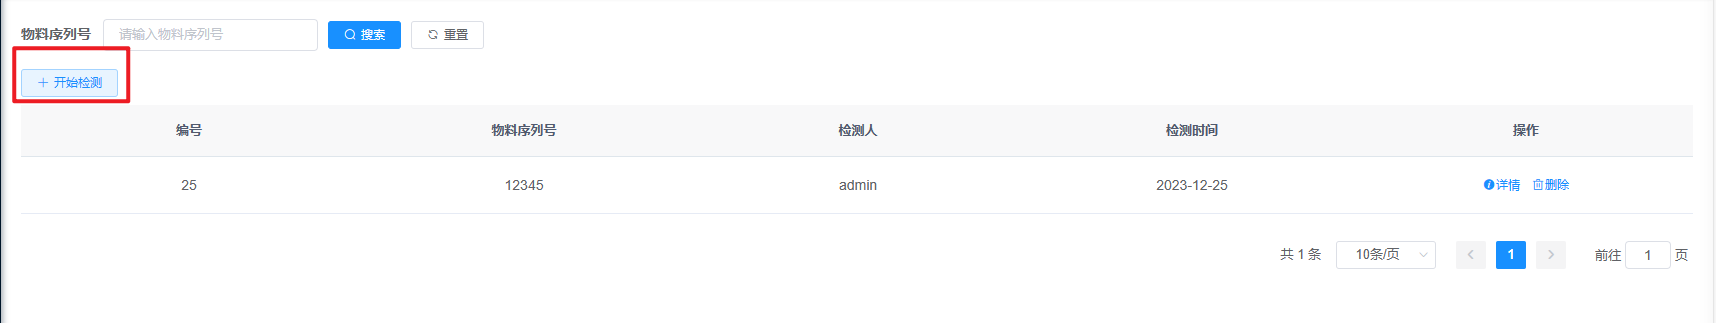 物料序列号 请输入物料序列号 搜索 重置
开始检测
编号 物料序列号 检测人 检测时间 操作
25 12345 admin 2023-12-25 详情 删除
共 1 条 10条/页 1 前往 1 页